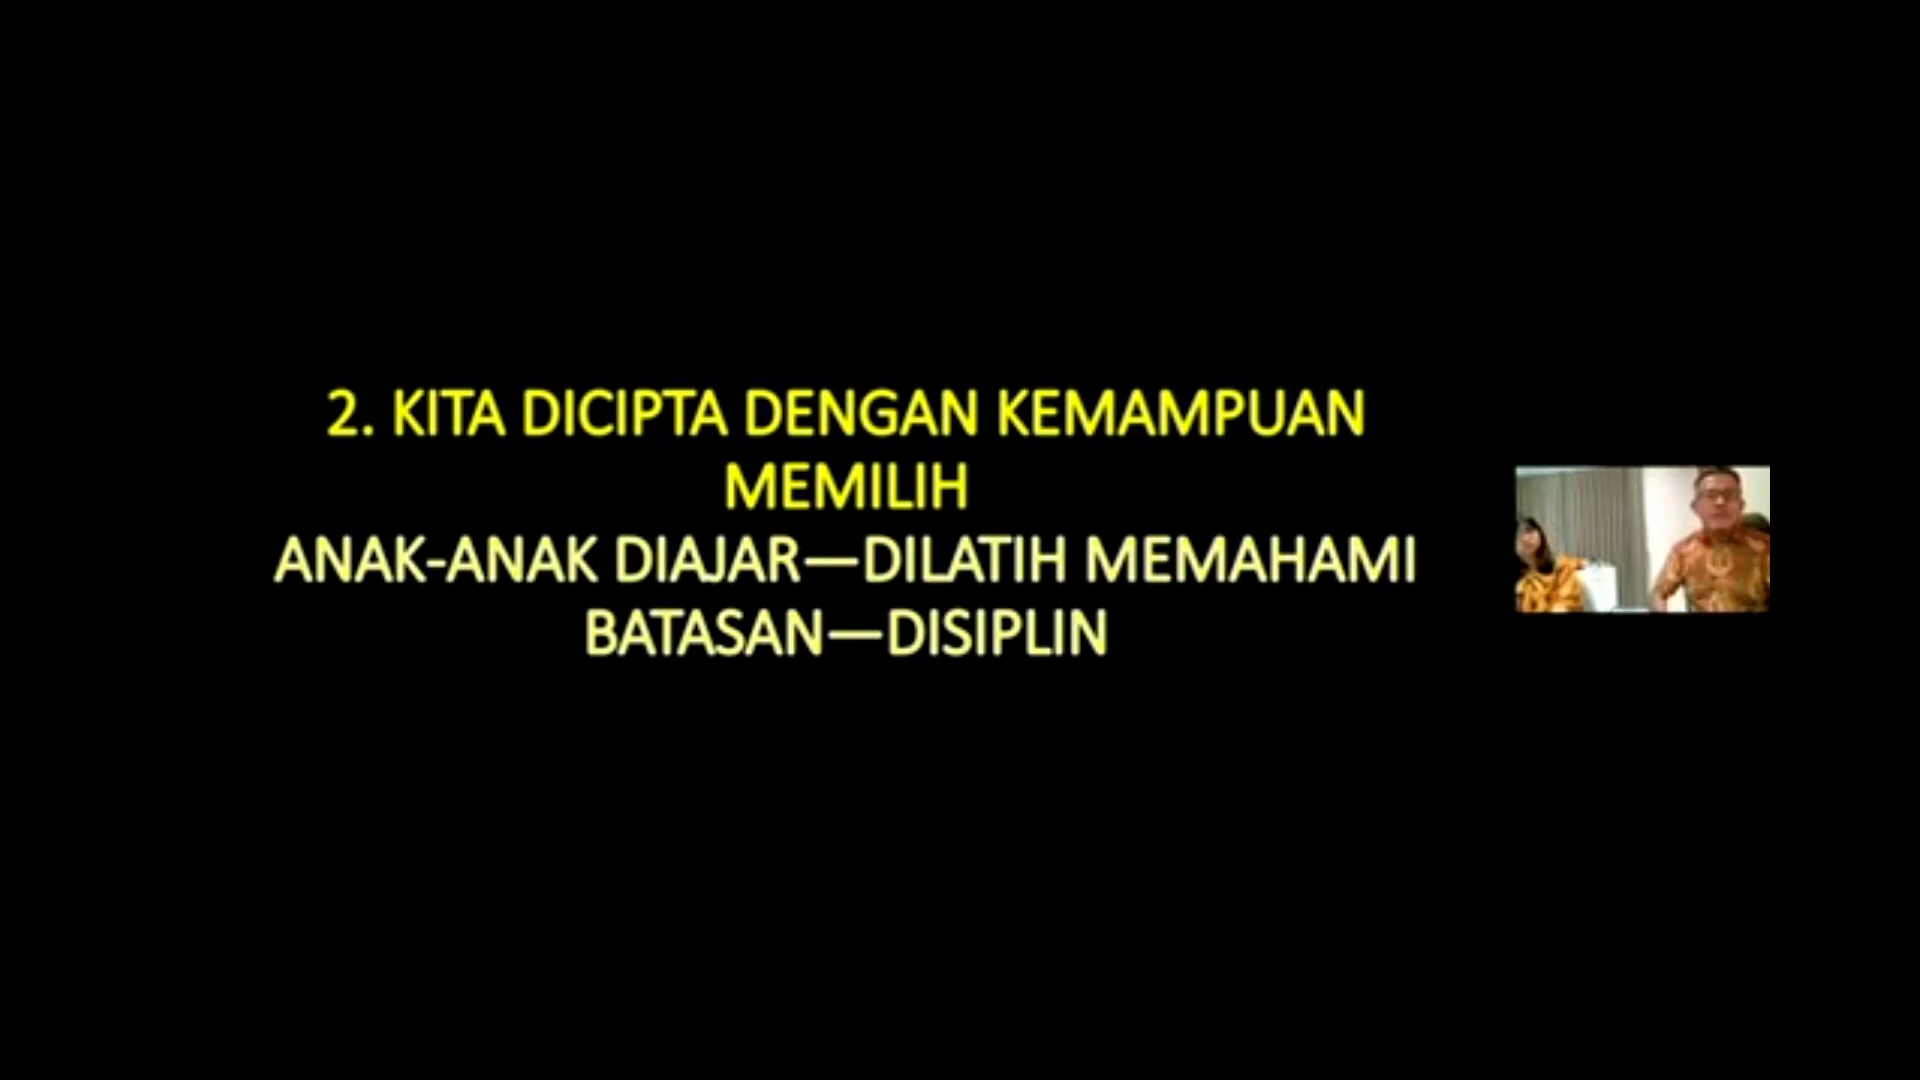 2. KITA DICIPTA DENGAN KEMAMPUAN
MEMILIH
ANAK-ANAK DIAJAR—DILATIH MEMAHAMI
BATASAN—DISIPLIN